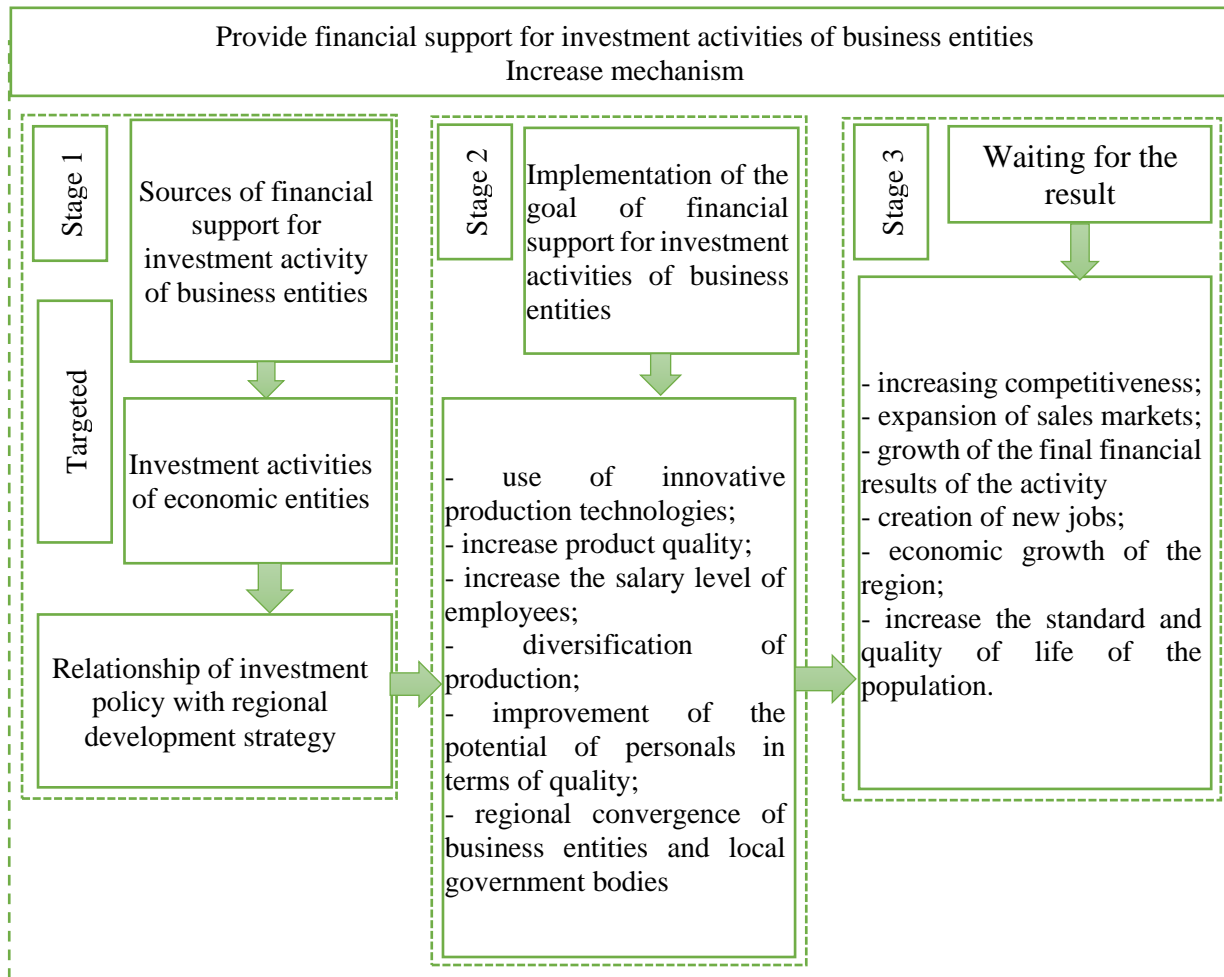 Provide financial support for investment activities of business entities
Increase mechanism
Stage 1
Sources of financial
support for
investment activity
of business entities
Targeted
Investment activities
of economic entities
Relationship of investment
policy with regional
development strategy
Stage 2
Implementation of the
goal of financial
support for investment
activities of business
entities
- use of innovative
production technologies;
- increase product quality;
- increase the salary level of
employees;
- diversification of
production;
- improvement of the
potential of personals in
terms of quality;
- regional convergence of
business entities and local
government bodies
Stage 3
Waiting for the
result
- increasing competitiveness;
- expansion of sales markets;
- growth of the final financial
results of the activity
- creation of new jobs;
- economic growth of the
region;
- increase the standard and
quality of life of the
population.